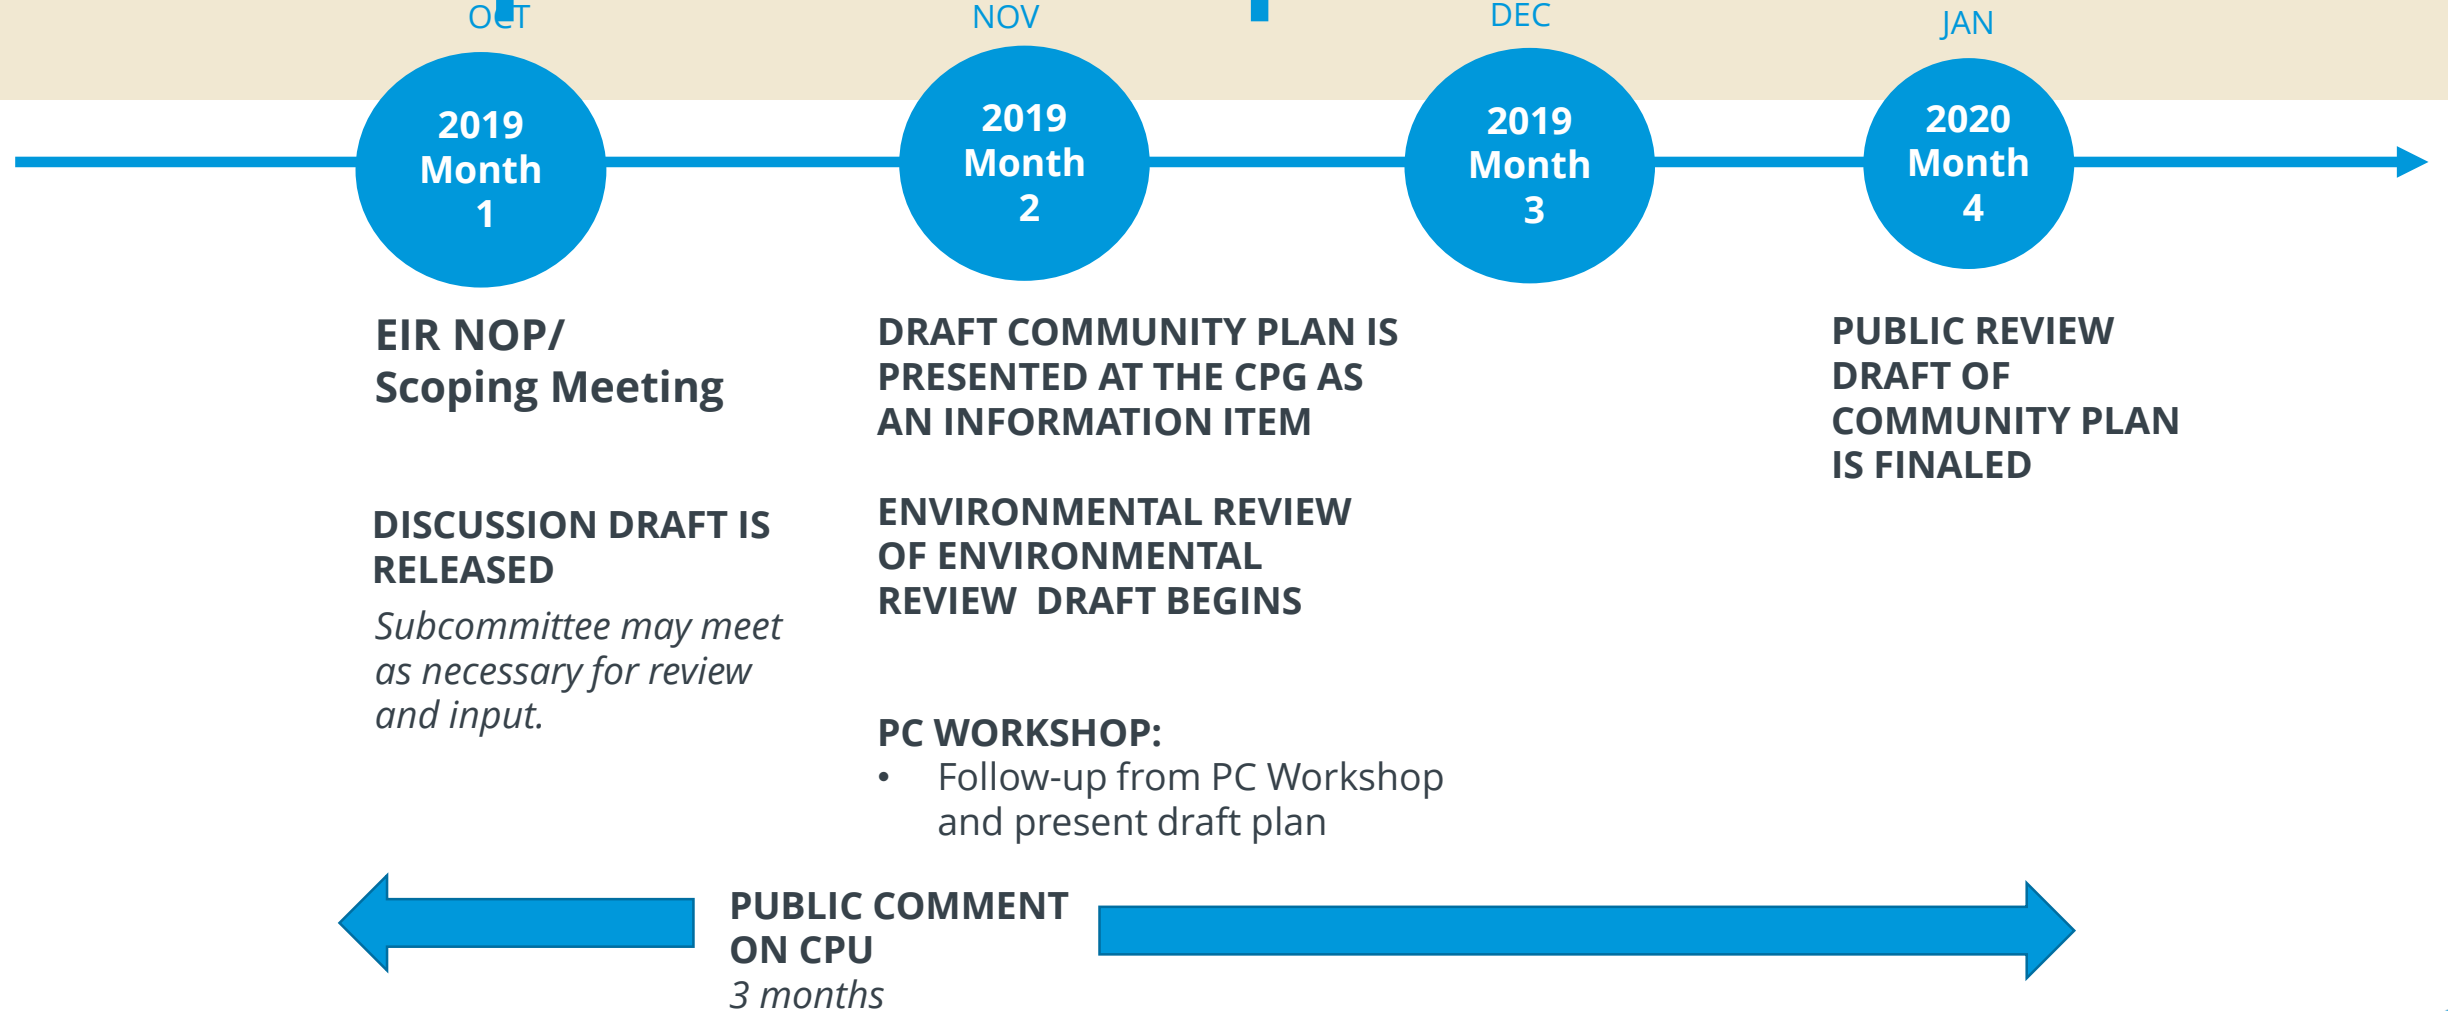 OCT
NOV
DEC
JAN
2019
Month
1
2019
Month
2
2019
Month
3
2020
Month
4
EIR NOP/
Scoping Meeting
DISCUSSION DRAFT IS
RELEASED
Subcommittee may meet
as necessary for review
and input.
DRAFT COMMUNITY PLAN IS
PRESENTED AT THE CPG AS
AN INFORMATION ITEM
ENVIRONMENTAL REVIEW
OF ENVIRONMENTAL
REVIEW  DRAFT BEGINS
PC WORKSHOP:
• Follow-up from PC Workshop
and present draft plan
PUBLIC REVIEW
DRAFT OF
COMMUNITY PLAN
IS FINALED
PUBLIC COMMENT
ON CPU
3 months